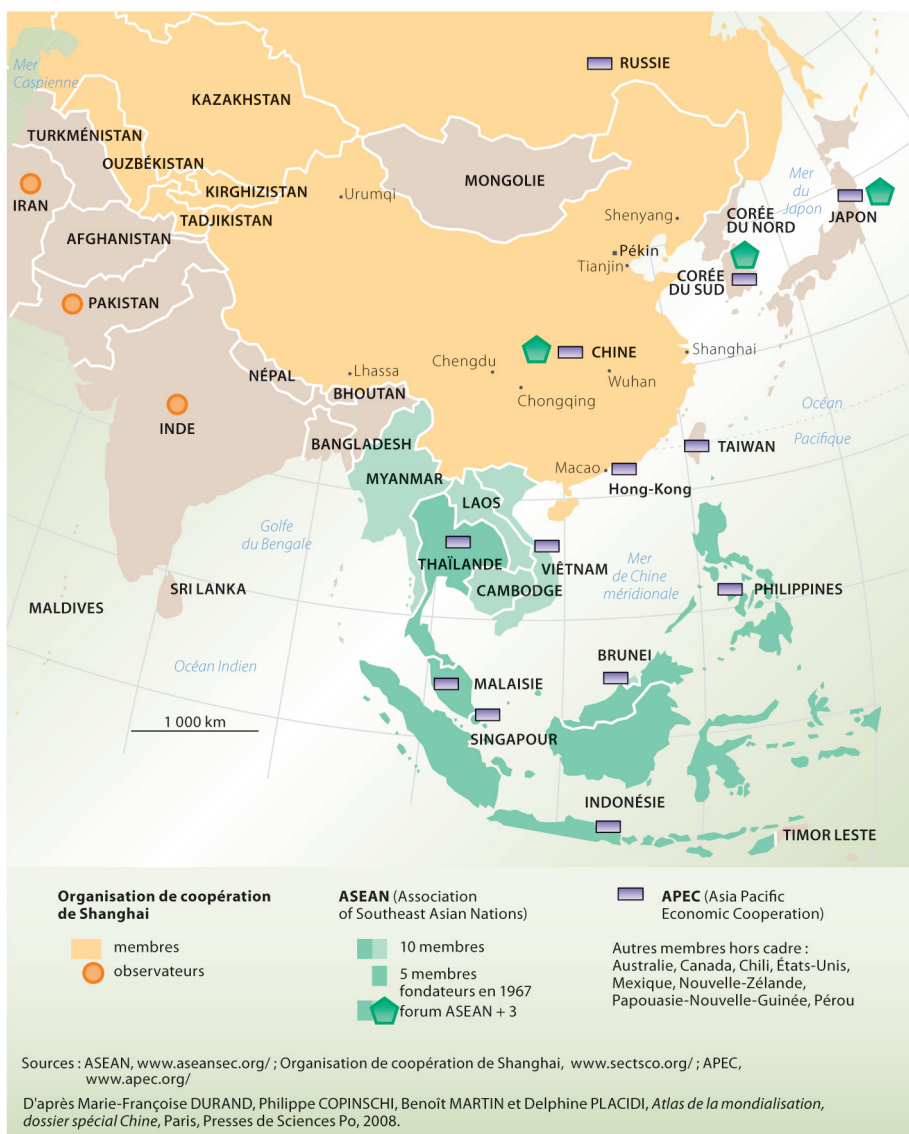 RUSSIE
Mer
Caspienne
KAZAKHSTAN
TURKMÉNISTAN
OUZBÉKISTAN
MONGOLIE
KIRGHIZISTAN
Urumqi
IRAN
TADJIKISTAN
AFGHANISTAN
Shenyang
CORÉE
DU NORD
Mer
du
Japon
JAPON
Pékin
Tianjin
CORÉE
DU SUD
PAKISTAN
CHINE
Shanghai
NÉPAL
Lhassa
Chengdu
Wuhan
BHOUTAN
Chongqing
INDE
BANGLADESH
Océan
Pacifique
TAIWAN
MYANMAR
Macao
Hong-Kong
LAOS
Golfe
du Bengale
THAÏLANDE
VIÊTNAM
Mer
de Chine
méridionale
CAMBODGE
PHILIPPINES
SRI LANKA
MALDIVES
Océan Indien
BRUNEI
MALAISIE
1 000 km
SINGAPOUR
INDONÉSIE
TIMOR LESTE
Organisation de coopération
de Shanghai
membres
observateurs
ASEAN (Association
of Southeast Asian Nations)
10 membres
5 membres
fondateurs en 1967
forum ASEAN + 3
APEC (Asia Pacific
Economic Cooperation)
Autres membres hors cadre :
Australie, Canada, Chili, États-Unis,
Mexique, Nouvelle-Zélande,
Papouasie-Nouvelle-Guinée, Pérou
Sources : ASEAN, www.aseansec.org/ ; Organisation de coopération de Shanghai, www.sectsco.org/ ; APEC,
www.apec.org/
D'après Marie-Françoise DURAND, Philippe COPINSCHI, Benoît MARTIN et Delphine PLACIDI, Atlas de la mondialisation,
dossier spécial Chine, Paris, Presses de Sciences Po, 2008.